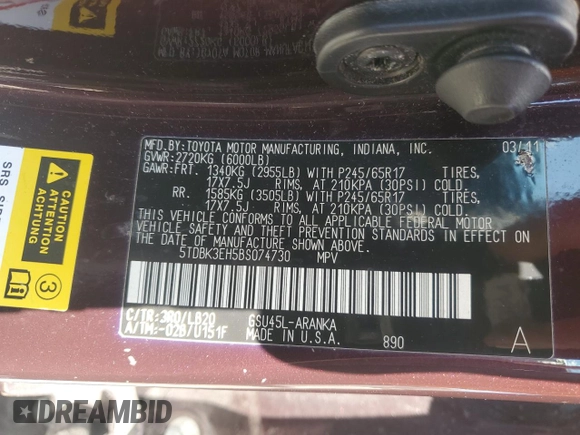 MFD.BY:TOYOTA MOTOR MANUFACTURING, INDIANA, INC. 03/11
GVWR:2720KG (6000LB)
GAWR:FRT. 1340KG (2955LB) WITH P245/65R17 TIRES,
17X7.5J RIMS, AT 210KPA (30PSI) COLD.
RR. 1585KG (3505LB) WITH P245/65R17 TIRES,
17X7.5J RIMS, AT 210KPA (30PSI) COLD.
THIS VEHICLE CONFORMS TO ALL APPLICABLE FEDERAL MOTOR
VEHICLE SAFETY AND THEFT PREVENTION STANDARDS IN EFFECT
ON THE DATE OF MANUFACTURE SHOWN ABOVE.
5TDBK3EH5BS074730 MPV
C/TR:3R0/LB20 GSU45L-ARANKA
A/TM:-02B/U151F MADE IN U.S.A. 890 A
SRS
3
DREAMBID